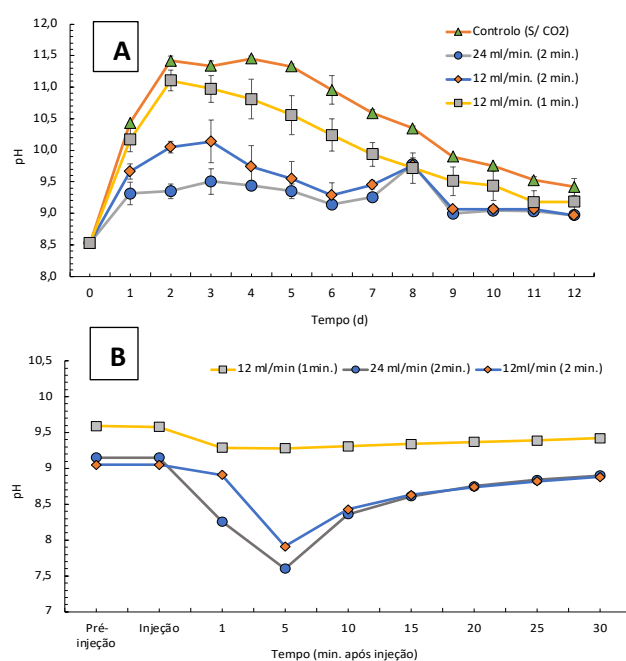 A
Controlo (S/ CO2)
24 ml/min. (2 min.)
12 ml/min. (2 min.)
12 ml/min. (1 min.)
12,0
11,5
11,0
10,5
10,0
9,5
9,0
8,5
8,0
pH
0 1 2 3 4 5 6 7 8 9 10 11 12
Tempo (d)
B
12 ml/min (1min.) 24 ml/min (2min.) 12ml/min (2 min.)
10,5
10
9,5
9
8,5
8
7,5
7
pH
Pré-injeção Injeção 1 5 10 15 20 25 30
Tempo (min. após injeção)